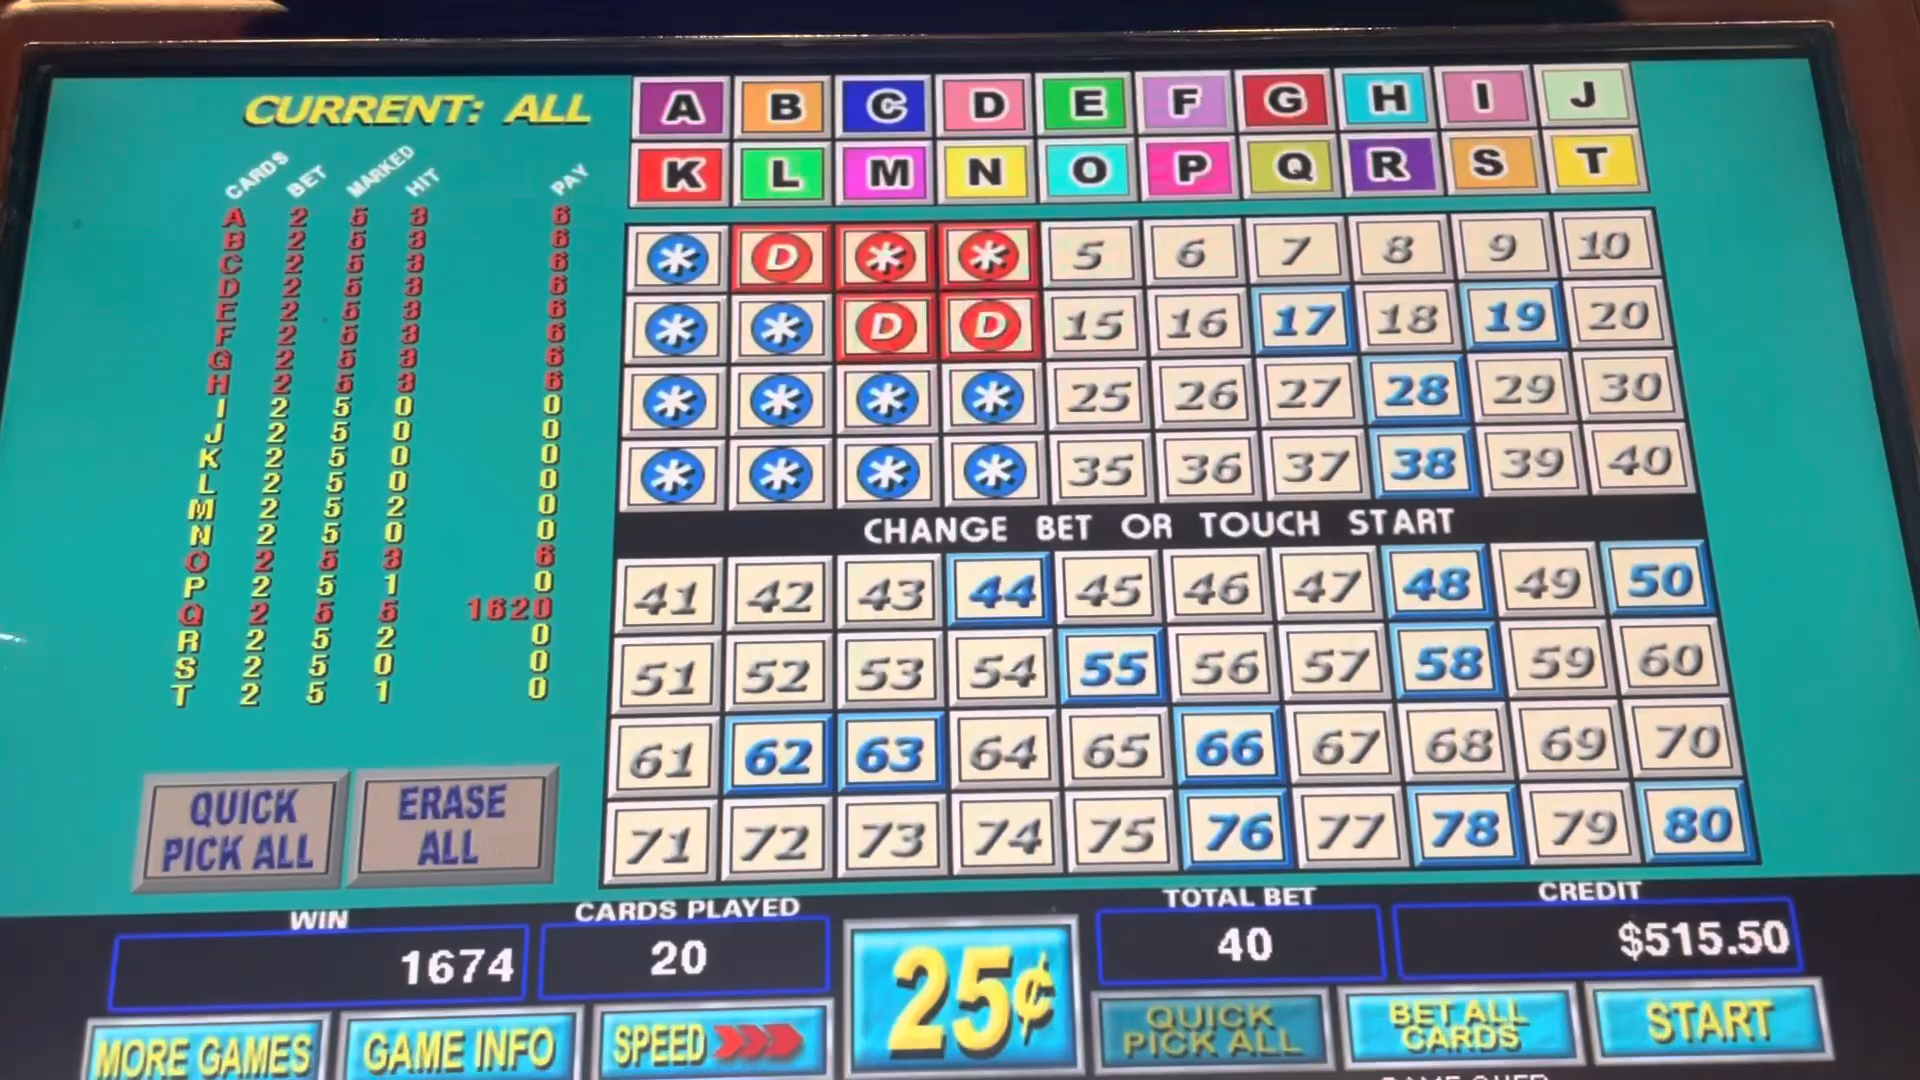 CURRENT: ALL
CARDS BET MARKED HIT PAY
A 2 5 3 6
B 2 5 3 6
C 2 5 3 6
D 2 5 3 6
E 2 5 3 6
F 2 5 3 6
G 2 5 3 6
H 2 5 3 6
I 2 5 0 0
J 2 5 0 0
K 2 5 0 0
L 2 5 0 0
M 2 5 2 0
N 2 5 0 0
O 2 5 3 6
P 2 5 1 0
Q 2 5 5 1620
R 2 5 2 0
S 2 5 0 0
T 2 5 1 0
QUICK PICK ALL
ERASE ALL
A B C D E F G H I J
K L M N O P Q R S T
* D * * 5 6 7 8 9 10
* * D D 15 16 17 18 19 20
* * * * 25 26 27 28 29 30
* * * * 35 36 37 38 39 40
CHANGE BET OR TOUCH START
41 42 43 44 45 46 47 48 49 50
51 52 53 54 55 56 57 58 59 60
61 62 63 64 65 66 67 68 69 70
71 72 73 74 75 76 77 78 79 80
WIN
1674
CARDS PLAYED
20
25¢
TOTAL BET
40
CREDIT
$515.50
MORE GAMES
GAME INFO
SPEED
QUICK PICK ALL
BET ALL CARDS
START
GAME OVER